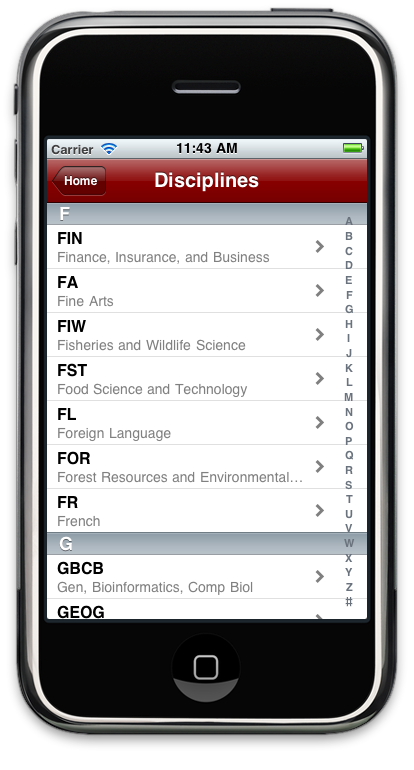 Carrier 11:43 AM
Home Disciplines
F
FIN
Finance, Insurance, and Business
FA
Fine Arts
FIW
Fisheries and Wildlife Science
FST
Food Science and Technology
FL
Foreign Language
FOR
Forest Resources and Environmental...
FR
French
G
GBCB
Gen, Bioinformatics, Comp Biol
GEOG
A
B
C
D
E
F
G
H
I
J
K
L
M
N
O
P
Q
R
S
T
U
V
W
X
Y
Z
#